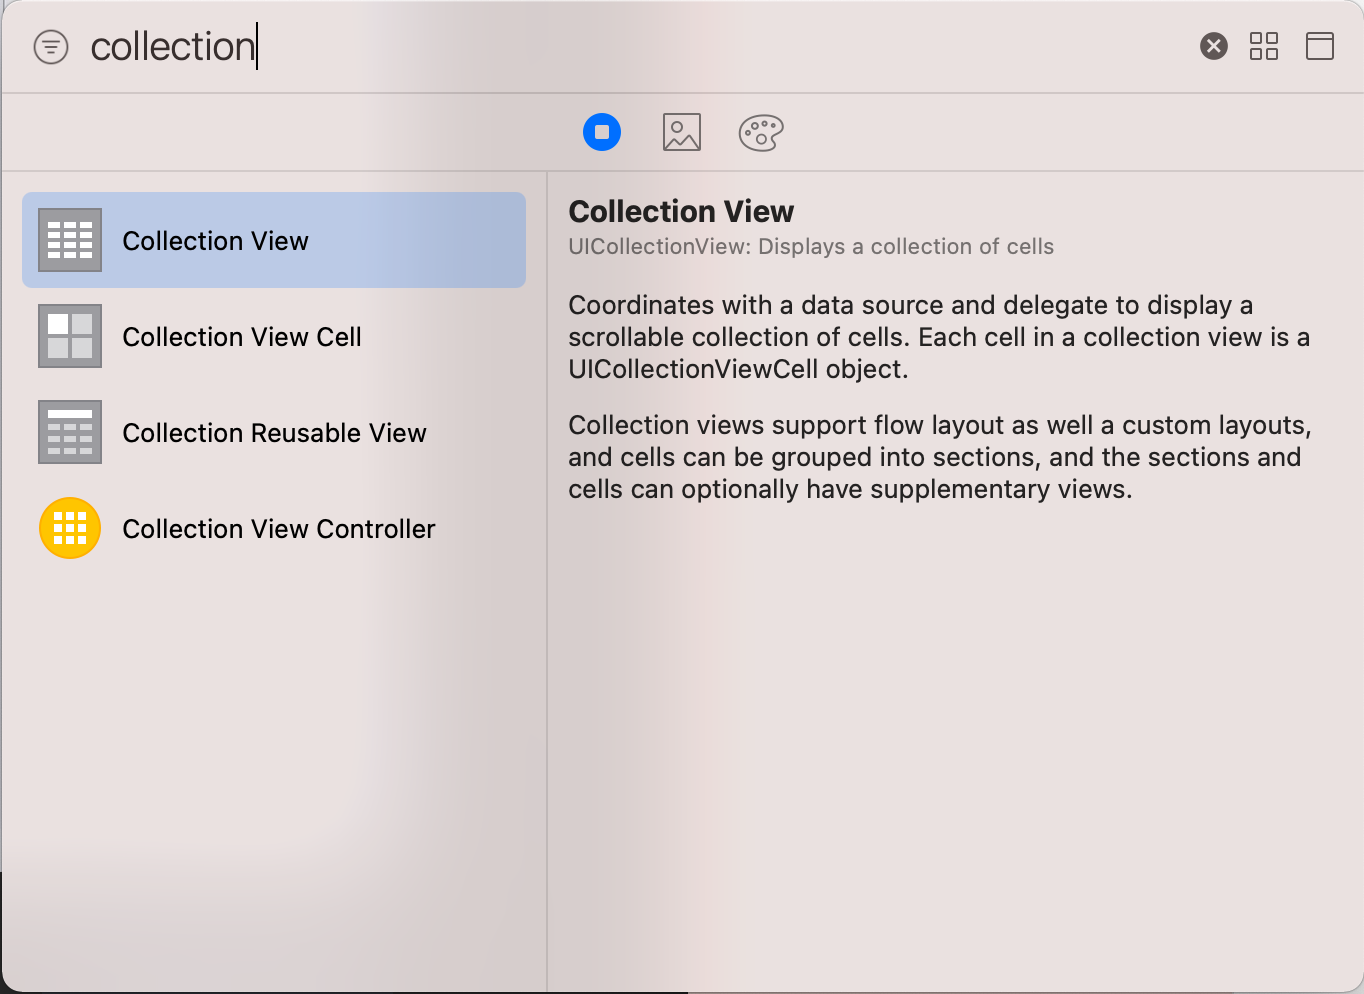 collection
Collection View
Collection View Cell
Collection Reusable View
Collection View Controller
Collection View
UICollectionView: Displays a collection of cells
Coordinates with a data source and delegate to display a
scrollable collection of cells. Each cell in a collection view is a
UICollectionViewCell object.
Collection views support flow layout as well a custom layouts,
and cells can be grouped into sections, and the sections and
cells can optionally have supplementary views.